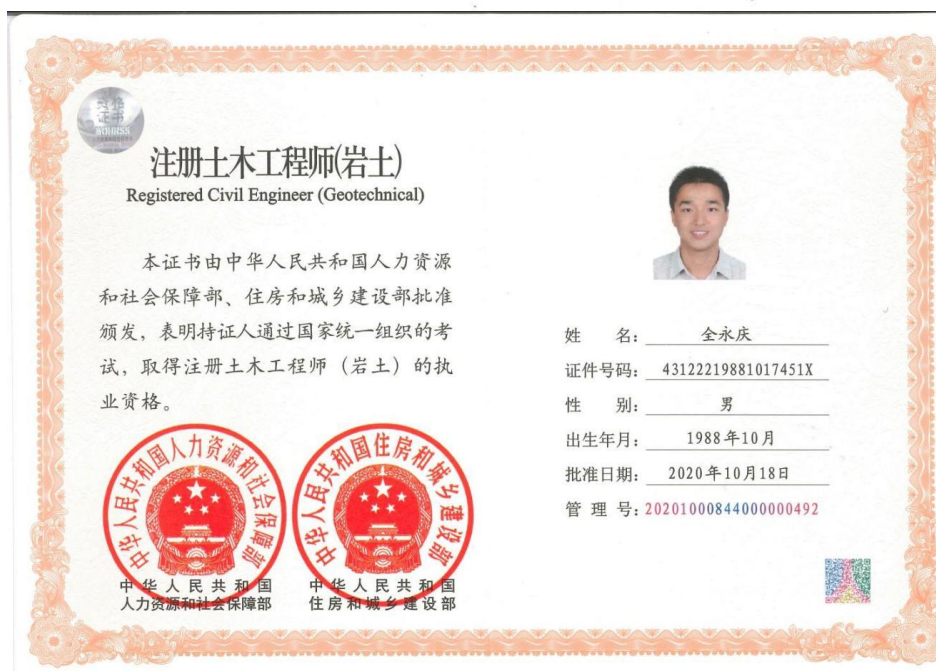 资格
证书
注册土木工程师(岩土)
Registered Civil Engineer (Geotechnical)
本证书由中华人民共和国人力资源
和社会保障部、住房和城乡建设部批准
颁发，表明持证人通过国家统一组织的考
试，取得注册土木工程师（岩土）的执
业资格。
中华人民共和国人力资源和社会保障部
中华人民共和国
人力资源和社会保障部
中华人民共和国住房和城乡建设部
中华人民共和国
住房和城乡建设部
姓 名： 全永庆
证件号码： 43122219881017451X
性 别： 男
出生年月： 1988年10月
批准日期： 2020年10月18日
管 理 号：20201000844000000492